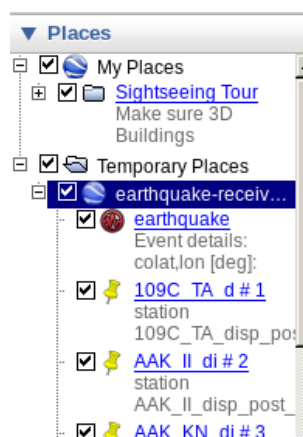 Places
My Places
Sightseeing Tour
Make sure 3D
Buildings
Temporary Places
earthquake-receiv...
earthquake
Event details:
colat,lon [deg]:
109C_TA_d # 1
station
109C_TA_disp_pos
AAK_II_di # 2
station
AAK_II_disp_post_
AAK_KN_di # 3